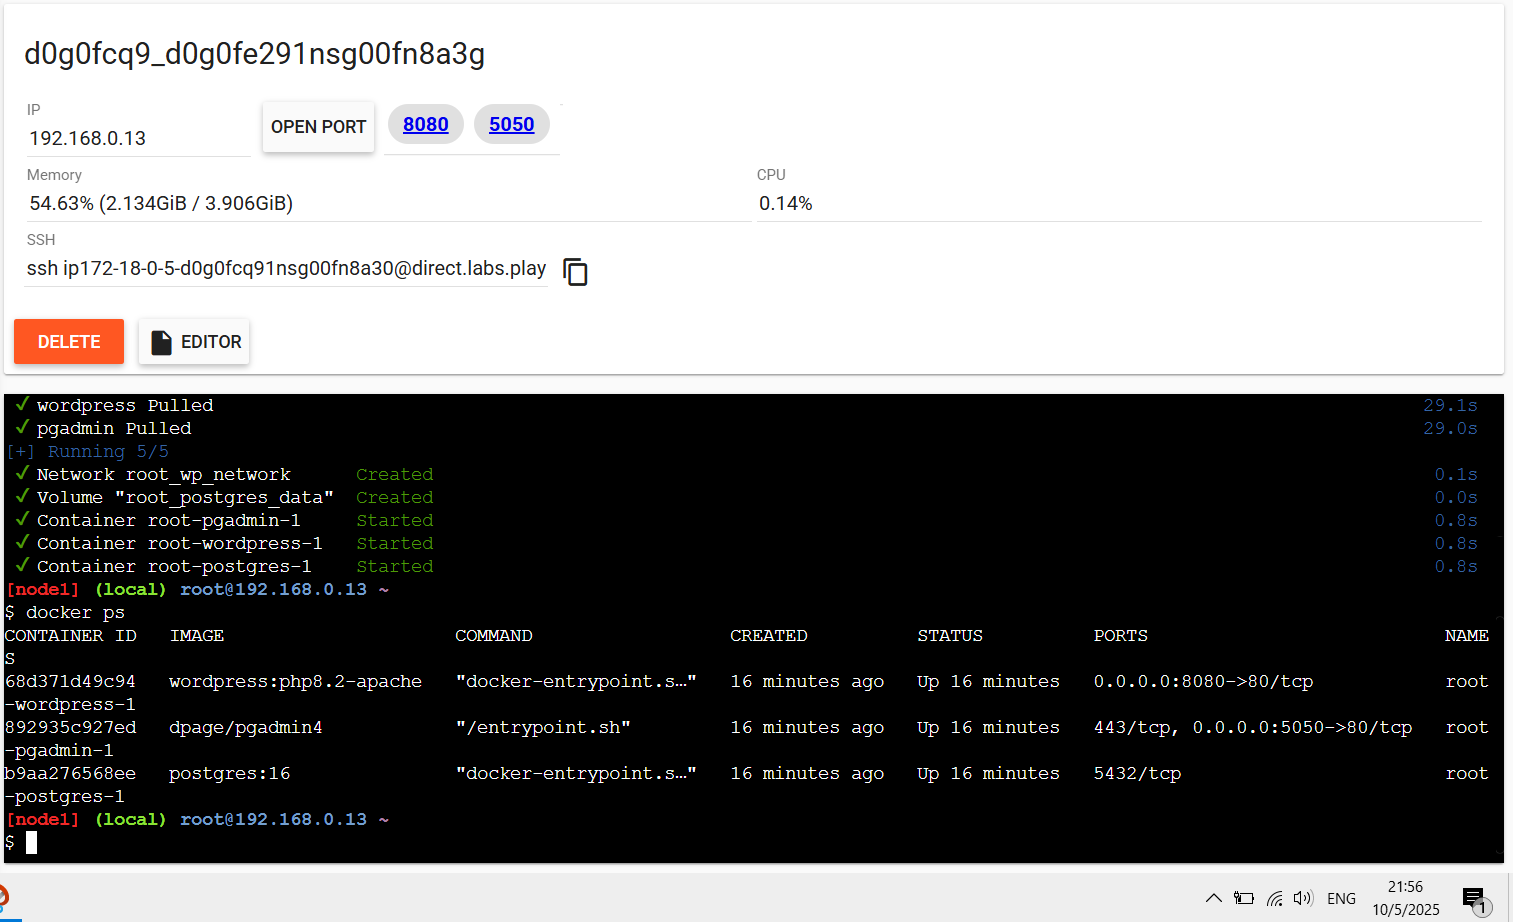 d0g0fcq9_d0g0fe291nsg00fn8a3g
IP
192.168.0.13
OPEN PORT
8080
5050
Memory
54.63% (2.134GiB / 3.906GiB)
CPU
0.14%
SSH
ssh ip172-18-0-5-d0g0fcq91nsg00fn8a30@direct.labs.play
DELETE
EDITOR
✓ wordpress Pulled 29.1s
✓ pgadmin Pulled 29.0s
[+] Running 5/5
✓ Network root_wp_network Created 0.1s
✓ Volume "root_postgres_data" Created 0.0s
✓ Container root-pgadmin-1 Started 0.8s
✓ Container root-wordpress-1 Started 0.8s
✓ Container root-postgres-1 Started 0.8s
[node1] (local) root@192.168.0.13 ~
$ docker ps
CONTAINER ID IMAGE COMMAND CREATED STATUS PORTS NAME
S
68d371d49c94 wordpress:php8.2-apache "docker-entrypoint.s…" 16 minutes ago Up 16 minutes 0.0.0.0:8080->80/tcp root
-wordpress-1
892935c927ed dpage/pgadmin4 "/entrypoint.sh" 16 minutes ago Up 16 minutes 443/tcp, 0.0.0.0:5050->80/tcp root
-pgadmin-1
b9aa276568ee postgres:16 "docker-entrypoint.s…" 16 minutes ago Up 16 minutes 5432/tcp root
-postgres-1
[node1] (local) root@192.168.0.13 ~
$
ENG
21:56
10/5/2025
1